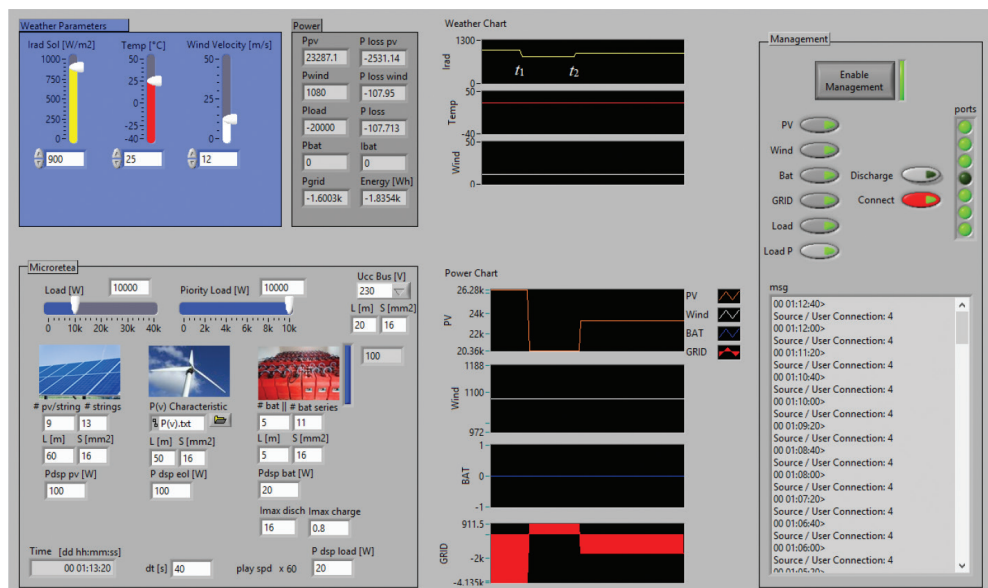 Weather Parameters
Irad Sol [W/m2] Temp [°C] Wind Velocity [m/s]
1000 50 50
750
25
500 0 25
250 -25
0 -40 0
900 25 12
Power
Ppv P loss pv
23287.1 -2531.14
Pwind P loss wind
1080 -107.95
Pload P loss
-20000 -107.713
Pbat Ibat
0 0
Pgrid Energy [Wh]
-1.6003k -1.8354k
Weather Chart
1300
Irad
t1 t2
0
50
Temp
-40
50
Wind
0
Management
Enable
Management
ports
PV
Wind
Bat Discharge
GRID Connect
Load
Load P
msg
00 01:12:40>
Source / User Connection: 4
00 01:12:00>
Source / User Connection: 4
00 01:11:20>
Source / User Connection: 4
00 01:10:40>
Source / User Connection: 4
00 01:10:00>
Source / User Connection: 4
00 01:09:20>
Source / User Connection: 4
00 01:08:40>
Source / User Connection: 4
00 01:08:00>
Source / User Connection: 4
00 01:07:20>
Source / User Connection: 4
00 01:06:40>
Source / User Connection: 4
00 01:06:00>
Source / User Connection: 4
00 01:05:20>
Microretea
Load [W] 10000 Piority Load [W] 10000
0 10k 20k 30k 40k 0 2k 4k 6k 8k 10k
Ucc Bus [V]
230
L [m] S [mm2]
20 16
100
# pv/string # strings
9 13
L [m] S [mm2]
60 16
Pdsp pv [W]
100
P(v) Characteristic
P(v).txt
L [m] S [mm2]
50 16
P dsp eol [W]
100
# bat || # bat series
5 11
L [m] S [mm2]
5 16
Pdsp bat [W]
20
Imax disch Imax charge
16 0.8
Time [dd hh:mm:ss]
00 01:13:20
dt [s] 40
play spd x 60
P dsp load [W]
20
Power Chart
26.28k
24k
PV
22k
20.36k
PV
Wind
BAT
GRID
1188
Wind
1100
972
1
BAT
0
-1
911.5
GRID
-2k
-4.135k